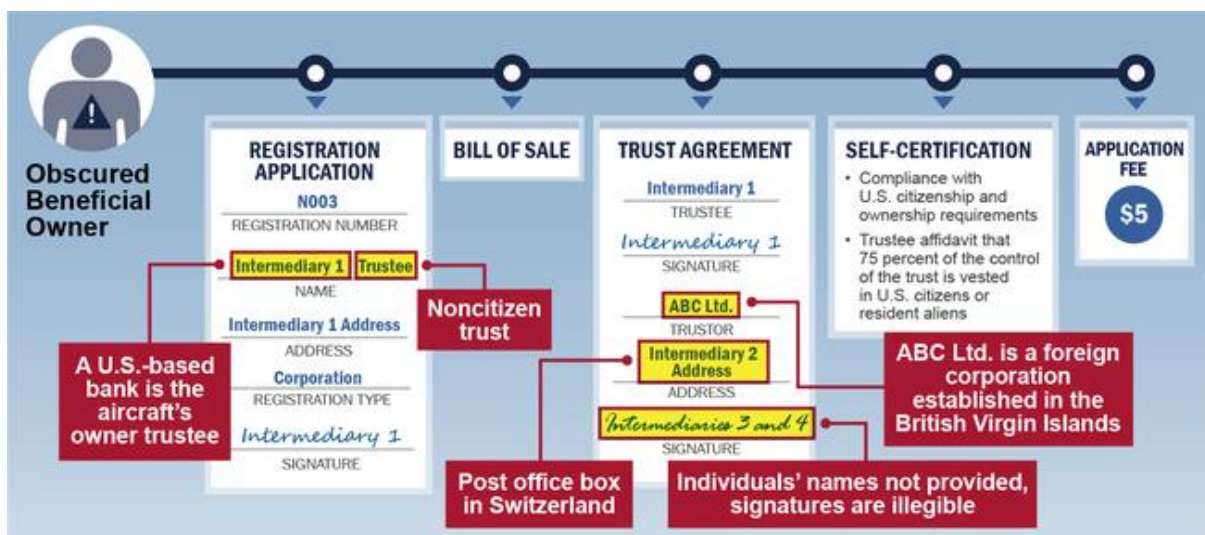 !
Obscured
Beneficial
Owner
REGISTRATION
APPLICATION
N003
REGISTRATION NUMBER
Intermediary 1 Trustee
NAME
Intermediary 1 Address
ADDRESS
Corporation
REGISTRATION TYPE
Intermediary 1
SIGNATURE
A U.S.-based
bank is the
aircraft's
owner trustee
Noncitizen
trust
BILL OF SALE
TRUST AGREEMENT
Intermediary 1
TRUSTEE
Intermediary 1
SIGNATURE
ABC Ltd.
TRUSTOR
Intermediary 2
Address
ADDRESS
Intermediaries 3 and 4
SIGNATURE
Post office box
in Switzerland
Individuals' names not provided,
signatures are illegible
SELF-CERTIFICATION
• Compliance with
U.S. citizenship and
ownership requirements
• Trustee affidavit that
75 percent of the control
of the trust is vested
in U.S. citizens or
resident aliens
ABC Ltd. is a foreign
corporation
established in the
British Virgin Islands
APPLICATION
FEE
$5